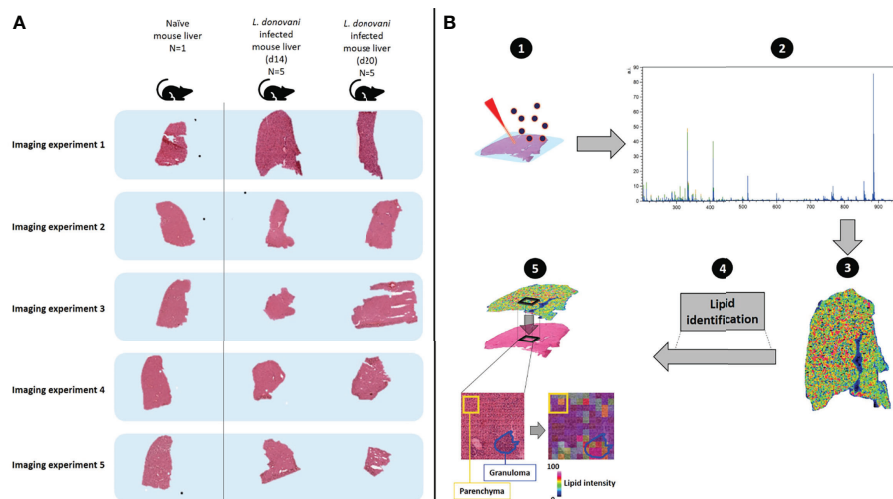 A
Naïve
mouse liver
N=1
L. donovani
infected
mouse liver
(d14)
N=5
L. donovani
infected
mouse liver
(d20)
N=5
Imaging experiment 1
Imaging experiment 2
Imaging experiment 3
Imaging experiment 4
Imaging experiment 5
B
1
2
a.i.
90
80
70
60
50
40
30
20
10
0
300
400
500
600
700
800
900
5
4
3
Lipid
identification
Granuloma
Parenchyma
100
Lipid intensity
0